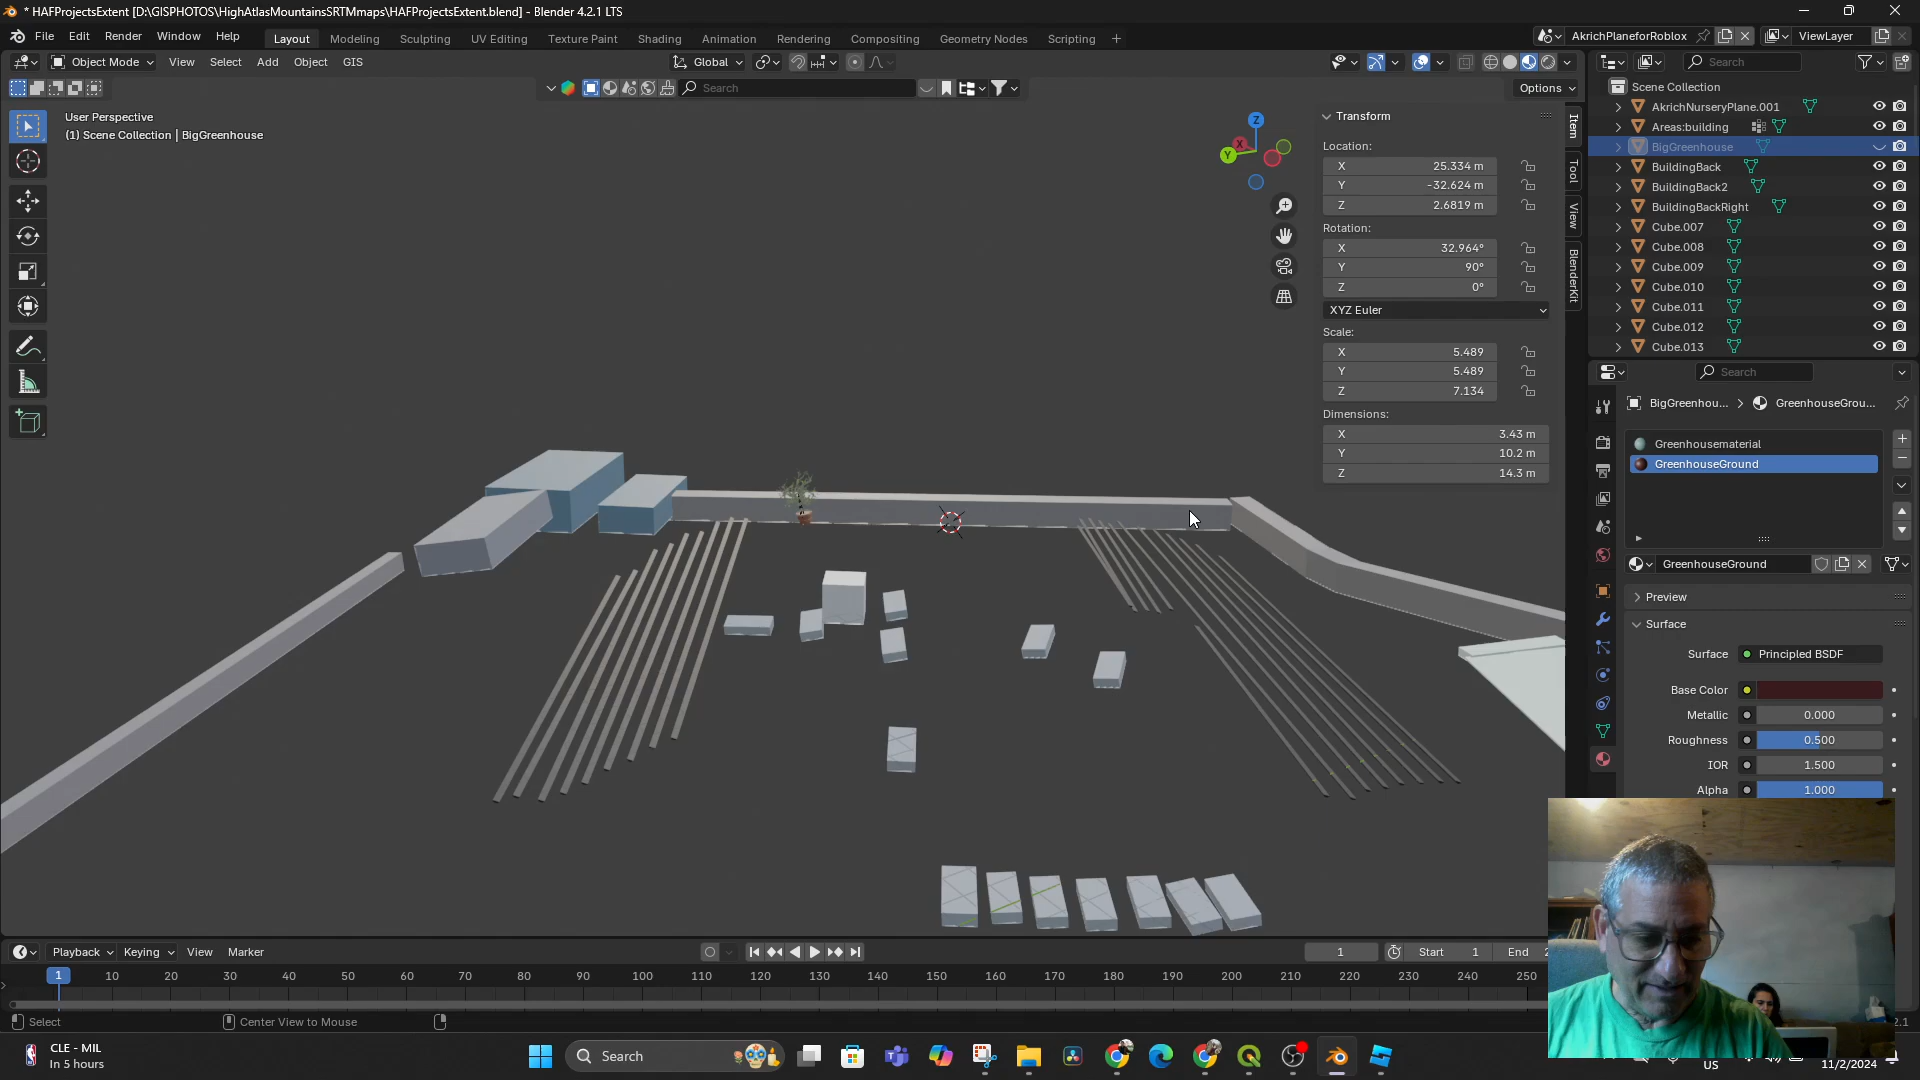 * HAFProjectsExtent [D:\GISPHOTOS\HighAtlasMountainsSRTMmaps\HAFProjectsExtent.blend] - Blender 4.2.1 LTS
File Edit Render Window Help
Layout Modeling Sculpting UV Editing Texture Paint Shading Animation Rendering Compositing Geometry Nodes Scripting +
AkrichPlaneforRoblox
ViewLayer
Object Mode View Select Add Object GIS
Global
Search
Search
Options
User Perspective
(1) Scene Collection | BigGreenhouse
Z
X
Y
Transform
Location:
X 25.334 m
Y -32.624 m
Z 2.6819 m
Rotation:
X 32.964°
Y 90°
Z 0°
XYZ Euler
Scale:
X 5.489
Y 5.489
Z 7.134
Dimensions:
X 3.43 m
Y 10.2 m
Z 14.3 m
Item
Tool
View
BlenderKit
Scene Collection
AkrichNurseryPlane.001
Areas:building
BigGreenhouse
BuildingBack
BuildingBack2
BuildingBackRight
Cube.007
Cube.008
Cube.009
Cube.010
Cube.011
Cube.012
Cube.013
Search
BigGreenhou... > GreenhouseGrou...
Greenhousematerial
GreenhouseGround
GreenhouseGround
Preview
Surface
Surface Principled BSDF
Base Color
Metallic 0.000
Roughness 0.500
IOR 1.500
Alpha 1.000
Playback Keying View Marker
1
Start 1
End 2
1 10 20 30 40 50 60 70 80 90 100 110 120 130 140 150 160 170 180 190 200 210 220 230 240 250
Select
Center View to Mouse
2.1
CLE - MIL
In 5 hours
Search
US
11/2/2024